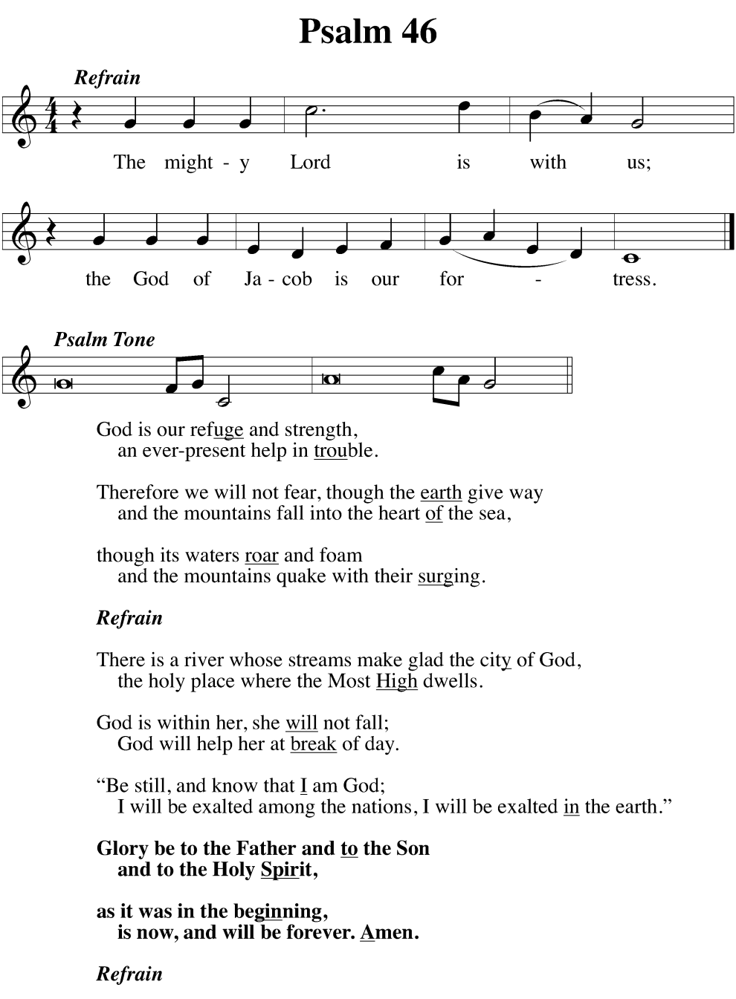 Psalm 46
Refrain
4
4
The might - y Lord is with us;
the God of Ja - cob is our for - tress.
Psalm Tone
God is our refuge and strength,
an ever-present help in trouble.
Therefore we will not fear, though the earth give way
and the mountains fall into the heart of the sea,
though its waters roar and foam
and the mountains quake with their surging.
Refrain
There is a river whose streams make glad the city of God,
the holy place where the Most High dwells.
God is within her, she will not fall;
God will help her at break of day.
“Be still, and know that I am God;
I will be exalted among the nations, I will be exalted in the earth.”
Glory be to the Father and to the Son
and to the Holy Spirit,
as it was in the beginning,
is now, and will be forever. Amen.
Refrain